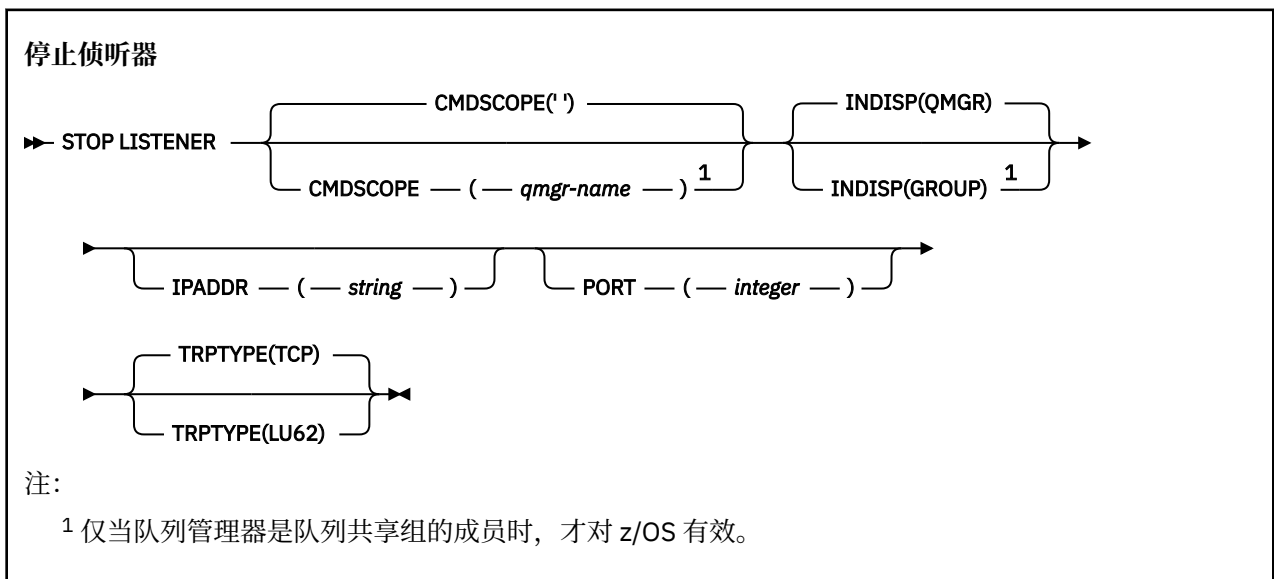 停止侦听器
CMDSCOPE(' ') INDISP(QMGR)
STOP LISTENER
CMDSCOPE ( qmgr-name ) 1 INDISP(GROUP) 1
IPADDR ( string ) PORT ( integer )
TRPTYPE(TCP)
TRPTYPE(LU62)
注：
1 仅当队列管理器是队列共享组的成员时，才对 z/OS 有效。